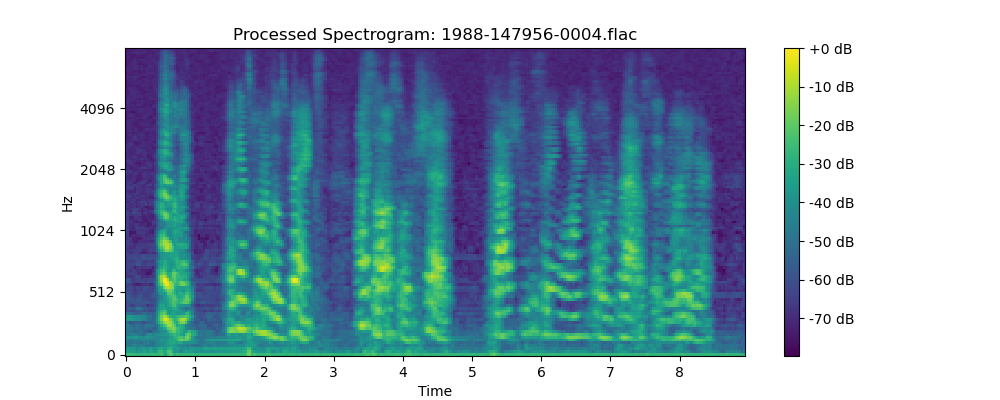 Processed Spectrogram: 1988-147956-0004.flac
+0 dB
4096
-10 dB
-20 dB
2048
-30 dB
Hz
1024
-40 dB
-50 dB
512
-60 dB
-70 dB
0
0 1 2 3 4 5 6 7 8
Time